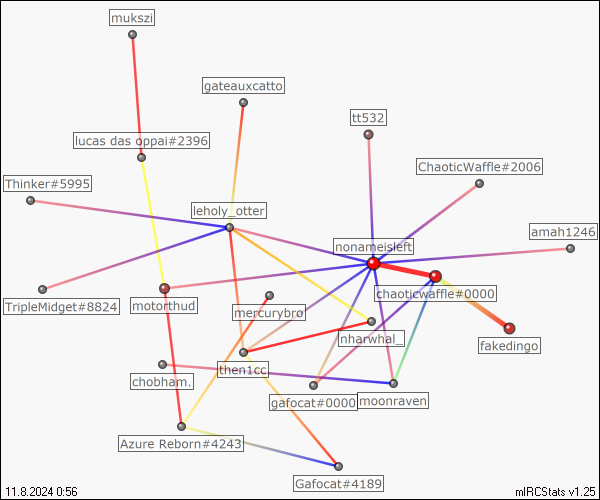 mukszi
gateauxcatto
tt532
lucas das oppai#2396
ChaoticWaffle#2006
Thinker#5995
leholy_otter
amah1246
nonameisleft
chaoticwaffle#0000
TripleMidget#8824
motorthud
mercurybro
nharwhal_
fakedingo
then1cc
chobham.
gafocat#0000
moonraven
Azure Reborn#4243
Gafocat#4189
11.8.2024 0:56
mIRCStats v1.25